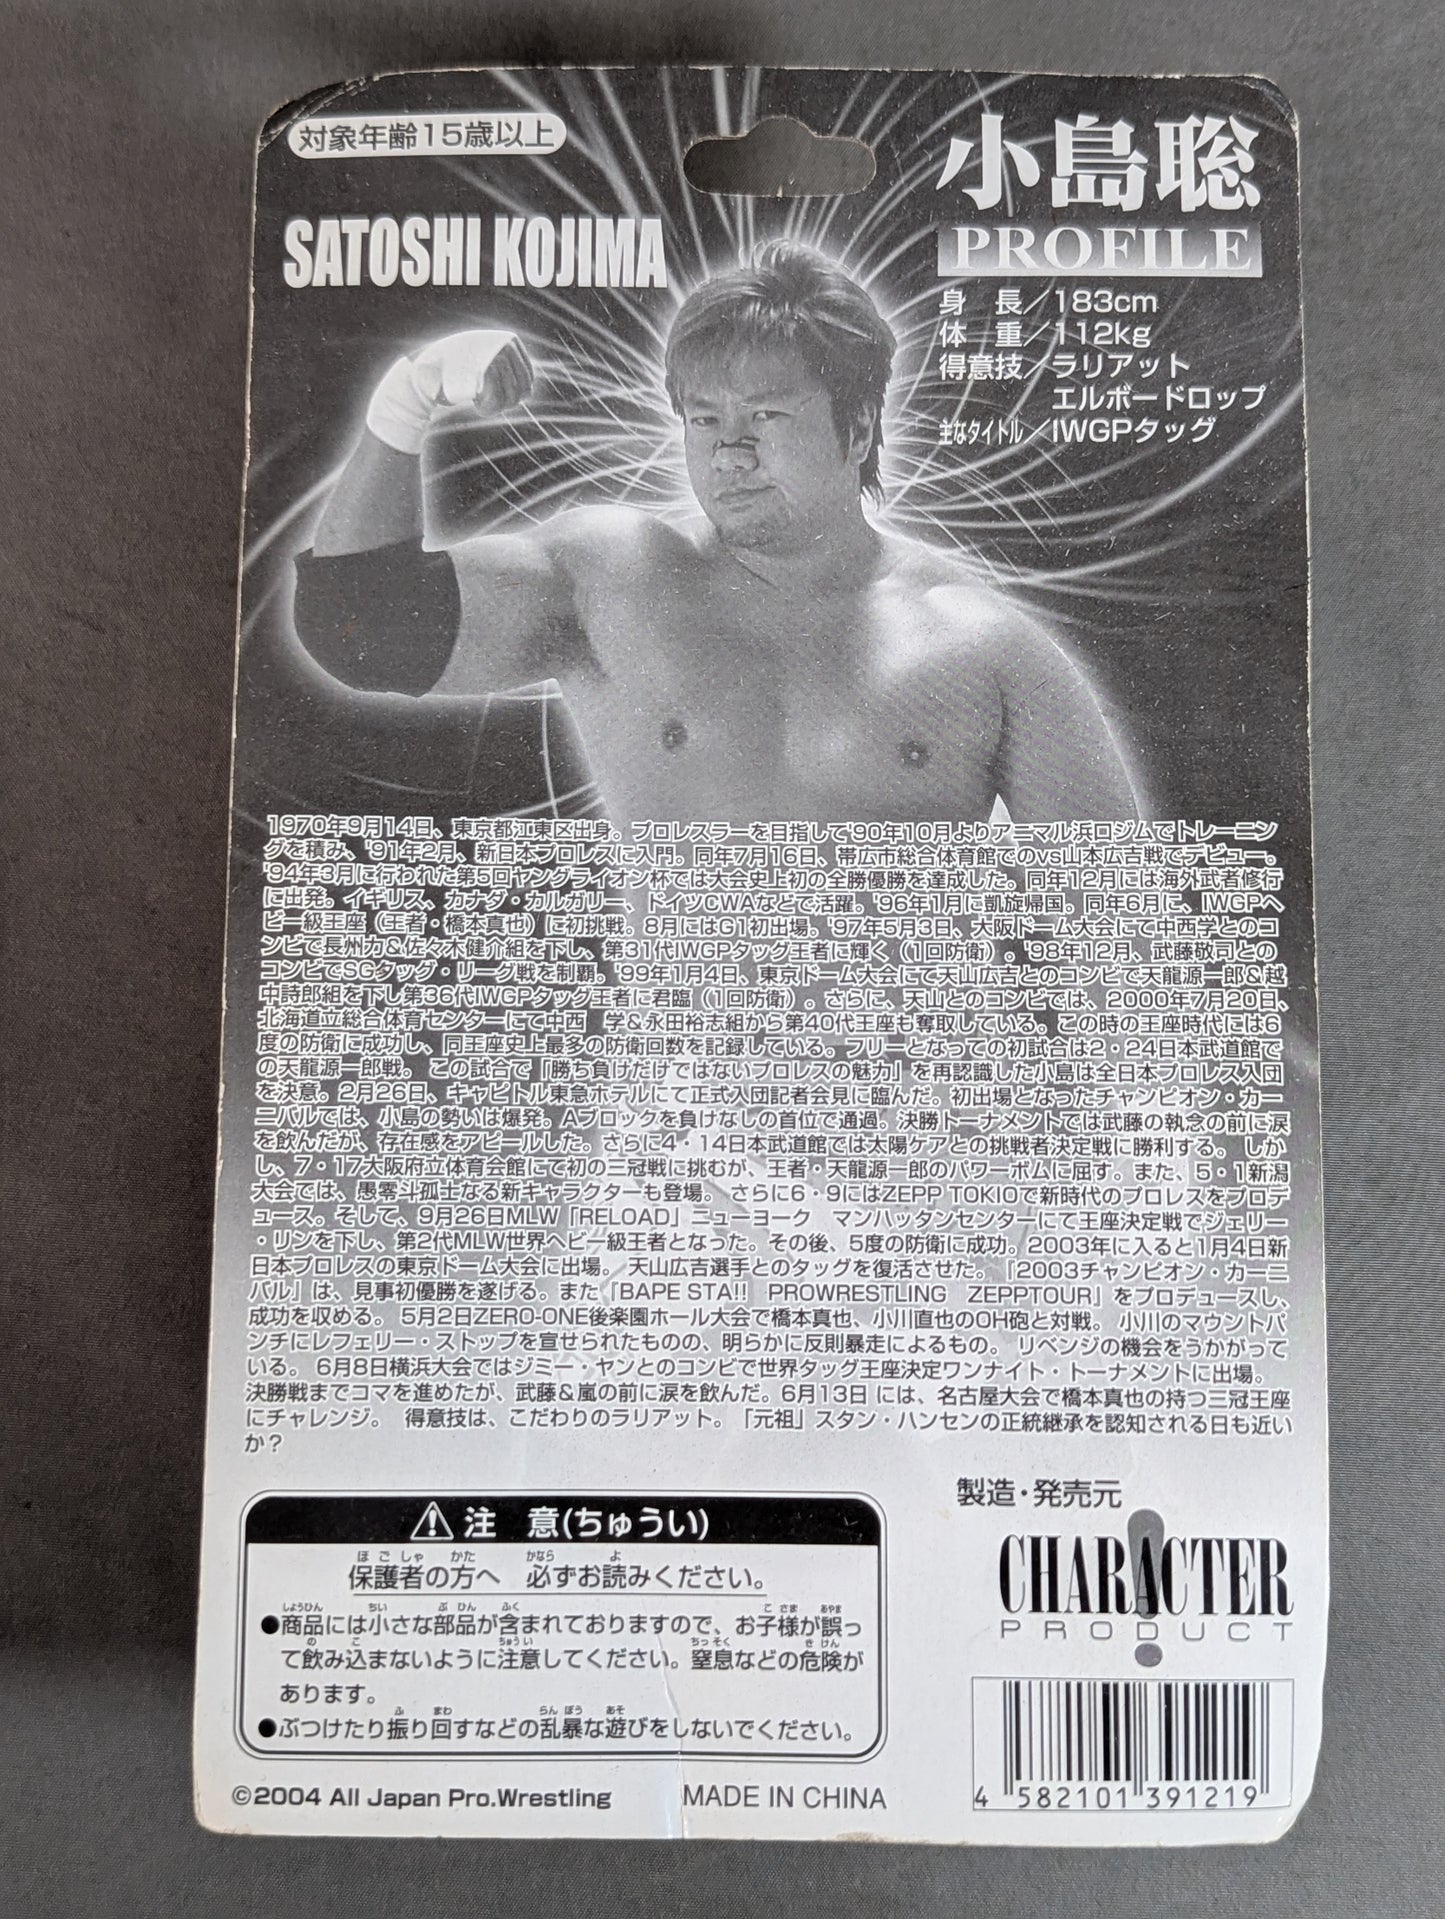 対象年齢15歳以上
小島聡
SATOSHI KOJIMA
PROFILE
身　長／183cm
体　重／112kg
得意技／ラリアット
エルボードロップ
主なタイトル／IWGPタッグ
1970年9月14日、東京都江東区出身。プロレスラーを目指して'90年10月よりアニマル浜口ジムでトレーニン
グを積み、'91年2月、新日本プロレスに入門。同年7月16日、帯広市総合体育館でのvs山本広吉戦でデビュー。
'94年3月に行われた第5回ヤングライオン杯では大会史上初の全勝優勝を達成した。同年12月には海外武者修行
に出発。イギリス、カナダ・カルガリー、ドイツCWAなどで活躍。'96年1月に凱旋帰国。同年6月に、IWGPヘ
ビー級王座（王者・橋本真也）に初挑戦。8月にはG1初出場。'97年5月3日、大阪ドーム大会にて中西学とのコ
ンビで長州力＆佐々木健介組を下し、第31代IWGPタッグ王者に輝く（1回防衛）。'98年12月、武藤敬司との
コンビでSGタッグ・リーグ戦を制覇。'99年1月4日、東京ドーム大会にて天山広吉とのコンビで天龍源一郎＆越
中詩郎組を下し第36代IWGPタッグ王者に君臨（1回防衛）。さらに、天山とのコンビでは、2000年7月20日、
北海道立総合体育センターにて中西　学＆永田裕志組から第40代王座も奪取している。この時の王座時代には6
度の防衛に成功し、同王座史上最多の防衛回数を記録している。フリーとなっての初試合は2・24日本武道館で
の天龍源一郎戦。 この試合で「勝ち負けだけではないプロレスの魅力」を再認識した小島は全日本プロレス入団
を決意。2月26日、キャピトル東急ホテルにて正式入団記者会見に臨んだ。初出場となったチャンピオン・カー
ニバルでは、小島の勢いは爆発。Aブロックを負けなしの首位で通過。決勝トーナメントでは武藤の執念の前に涙
を飲んだが、存在感をアピールした。さらに4・14日本武道館では太陽ケアとの挑戦者決定戦に勝利する。 しか
し、7・17大阪府立体育会館にて初の三冠戦に挑むが、王者・天龍源一郎のパワーボムに屈す。また、5・1新潟
大会では、愚零斗孤士なる新キャラクターも登場。 さらに6・9にはZEPP TOKIOで新時代のプロレスをプロデ
ュース。そして、9月26日MLW「RELOAD」ニューヨーク　マンハッタンセンターにて王座決定戦でジェリー
・リンを下し、第2代MLW世界ヘビー級王者となった。その後、5度の防衛に成功。2003年に入ると1月4日新
日本プロレスの東京ドーム大会に出場。 天山広吉選手とのタッグを復活させた。「2003チャンピオン・カーニ
バル」は、見事初優勝を遂げる。また「BAPE STA!!　PROWRESTLING　ZEPPTOUR」をプロデュースし、
成功を収める。 5月2日ZERO-ONE後楽園ホール大会で橋本真也、小川直也のOH砲と対戦。 小川のマウントパ
ンチにレフェリー・ストップを宣せられたものの、明らかに反則暴走によるもの。 リベンジの機会をうかがって
いる。 6月8日横浜大会ではジミー・ヤンとのコンビで世界タッグ王座決定ワンナイト・トーナメントに出場。
決勝戦までコマを進めたが、武藤＆嵐の前に涙を飲んだ。6月13日 には、名古屋大会で橋本真也の持つ三冠王座
にチャレンジ。　得意技は、こだわりのラリアット。「元祖」スタン・ハンセンの正統継承を認知される日も近い
か？
製造・発売元
CHARACTER
PRODUCT
注　意(ちゅうい)
ほごしゃ　かた　かなら　よ
保護者の方へ　必ずお読みください。
しょうひん　ちい　ぶひん　ふく　こさま　あやま
●商品には小さな部品が含まれておりますので、お子様が誤っ
の　こ　ちゅうい　ちっそく　きけん
て飲み込まないように注意してください。窒息などの危険が
あります。
ふ　まわ　らんぼう　あそ
●ぶつけたり振り回すなどの乱暴な遊びをしないでください。
©2004 All Japan Pro.Wrestling
MADE IN CHINA
4 582101 391219